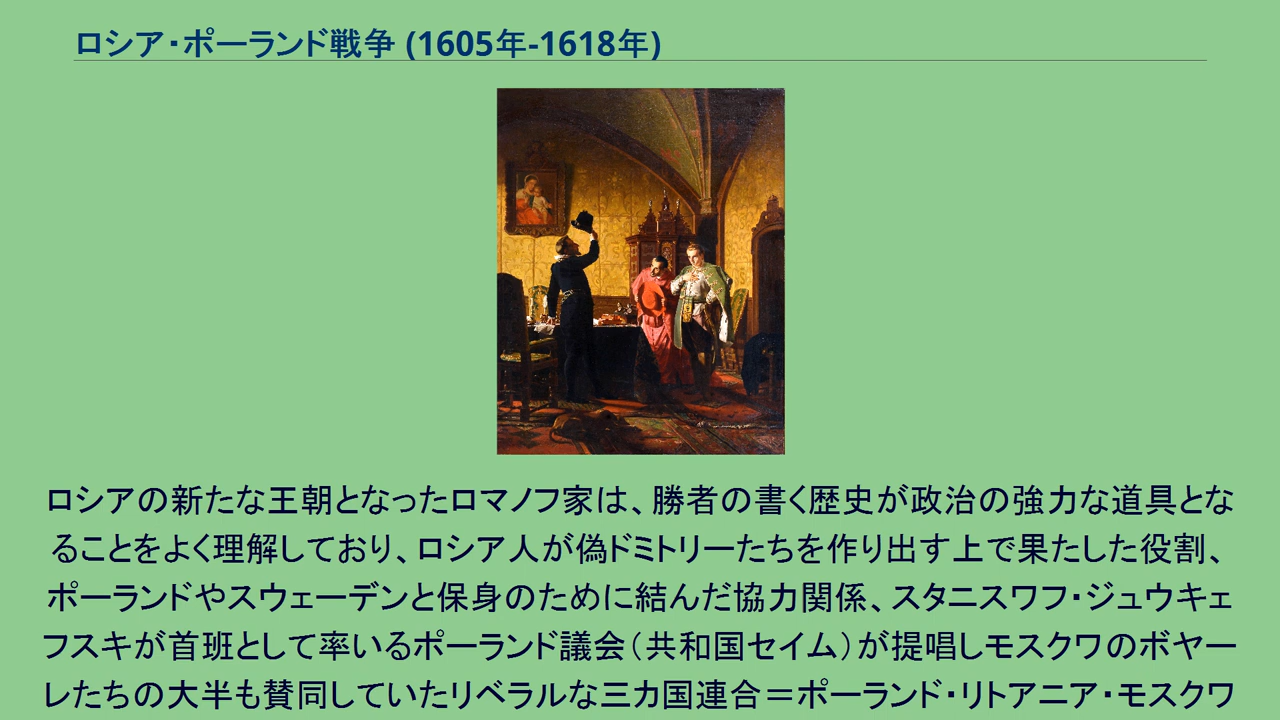 ロシア・ポーランド戦争 (1605年-1618年)
ロシアの新たな王朝となったロマノフ家は、勝者の書く歴史が政治の強力な道具とな
ることをよく理解しており、ロシア人が偽ドミトリーたちを作り出す上で果たした役割、
ポーランドやスウェーデンと保身のために結んだ協力関係、スタニスワフ・ジュウキェ
フスキが首班として率いるポーランド議会（共和国セイム）が提唱しモスクワのボヤー
レたちの大半も賛同していたリベラルな三カ国連合＝ポーランド・リトアニア・モスクワ